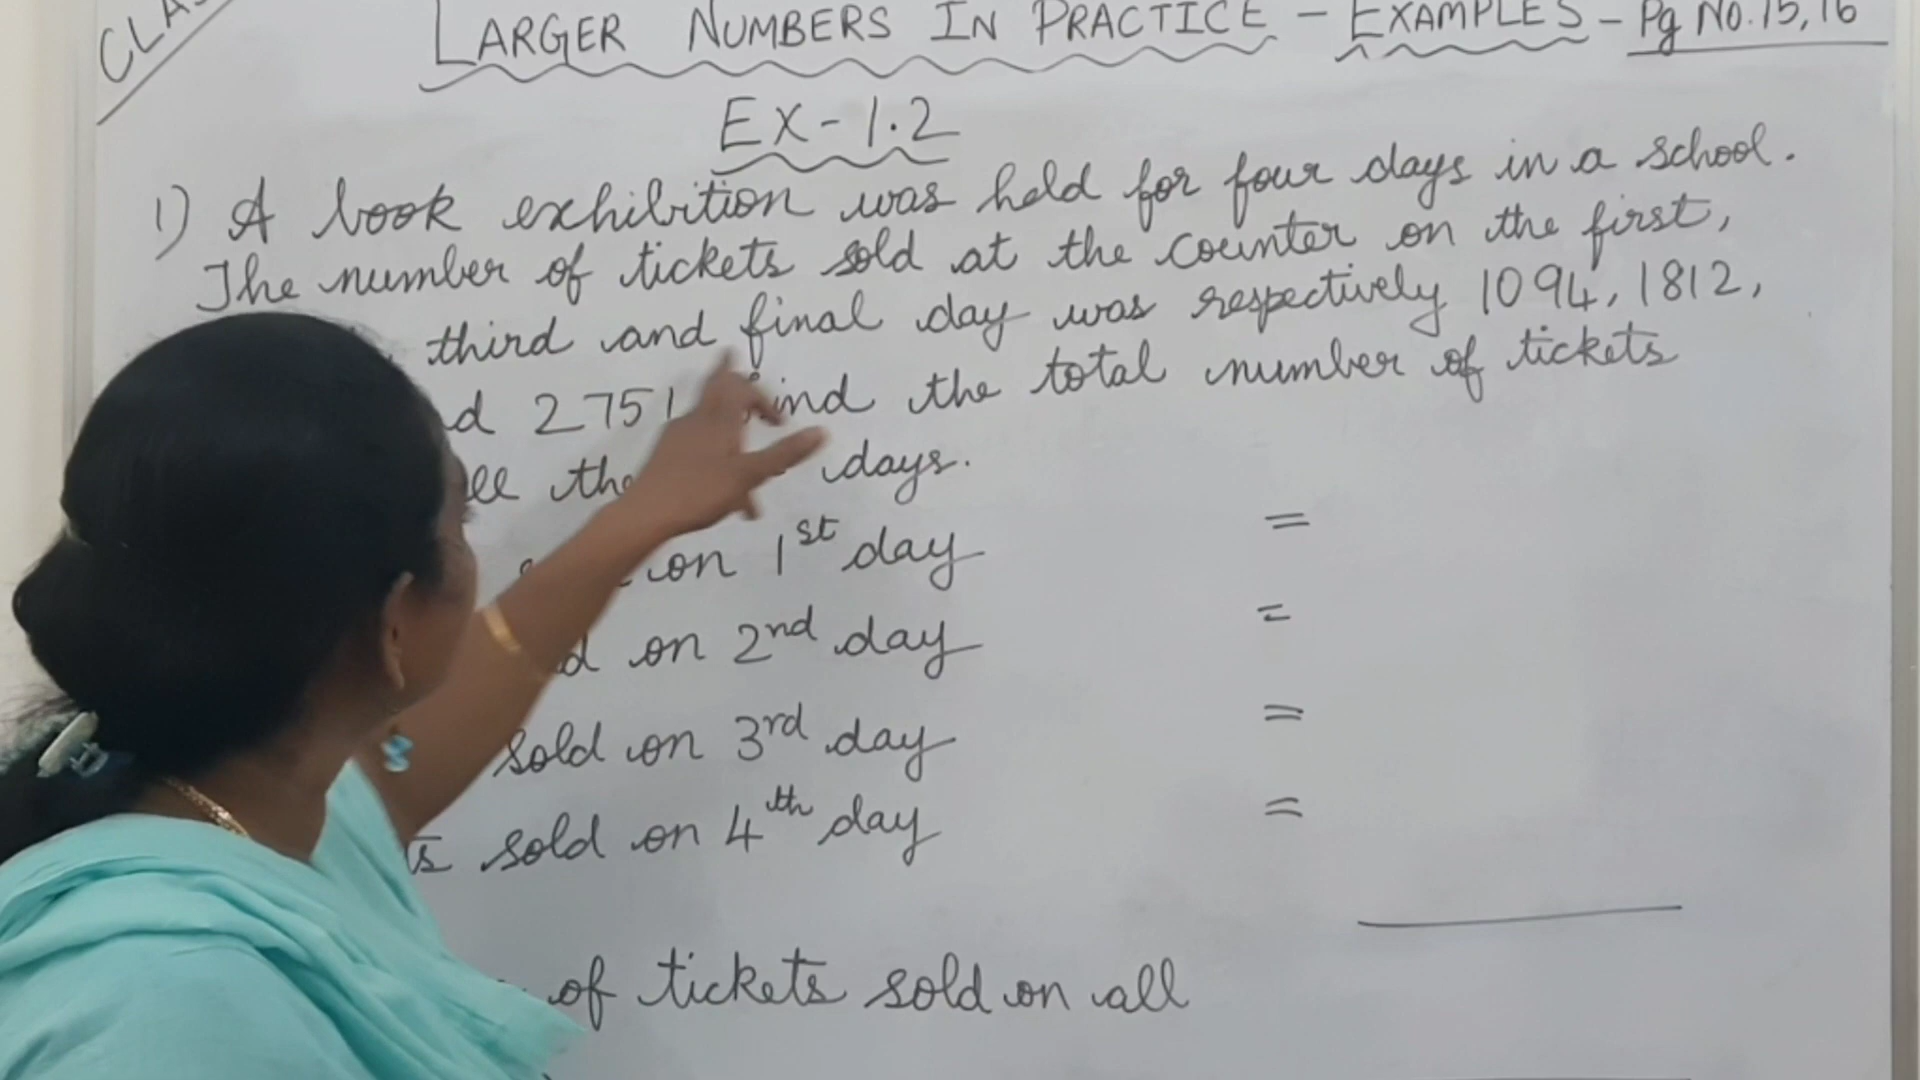 LARGER NUMBERS IN PRACTICE - EXAMPLES - Pg NO. 15, 16
EX-1.2
1) A book exhibition was held for four days in a school.
The number of tickets sold at the counter on the first,
third and final day was respectively 1094, 1812,
2751 the total number of tickets
days.
on 1st day =
on 2nd day =
sold on 3rd day =
sold on 4th day =
of tickets sold on all